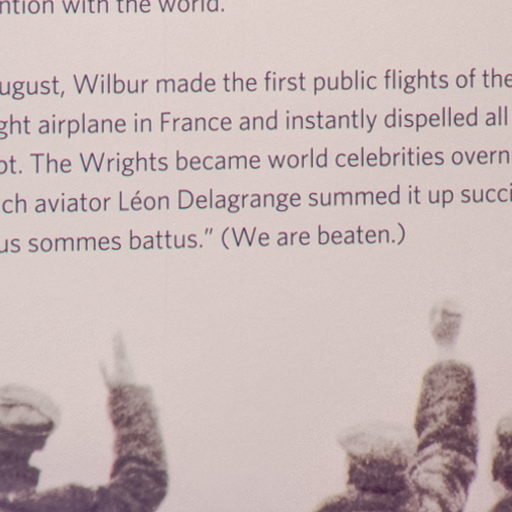 ntion with the world.
ugust, Wilbur made the first public flights of the
ght airplane in France and instantly dispelled all
ot. The Wrights became world celebrities overn
ch aviator Léon Delagrange summed it up succi
us sommes battus.” (We are beaten.)